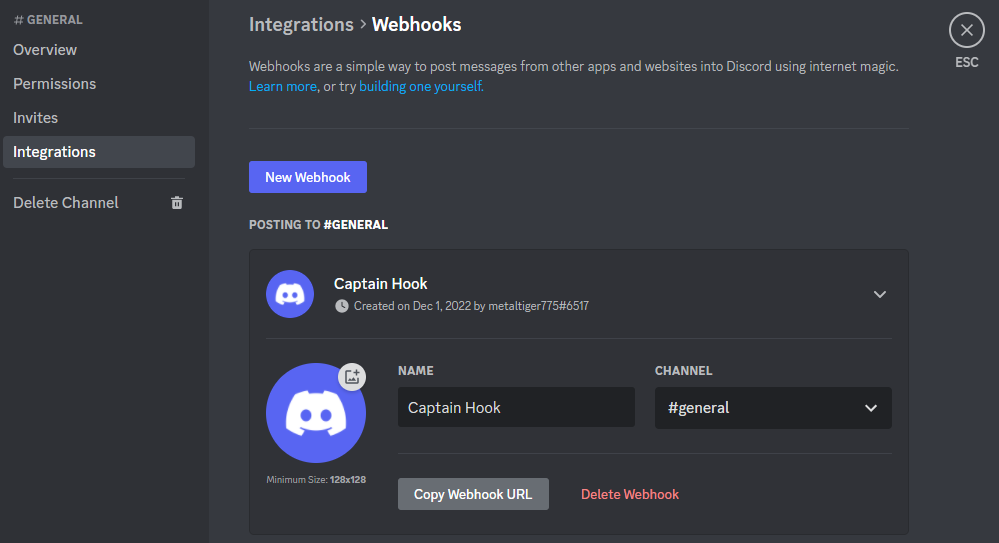 # GENERAL
Overview
Permissions
Invites
Integrations
Delete Channel
Integrations > Webhooks
ESC
Webhooks are a simple way to post messages from other apps and websites into Discord using internet magic.
Learn more, or try building one yourself.
New Webhook
POSTING TO #GENERAL
Captain Hook
Created on Dec 1, 2022 by metaltiger775#6517
NAME
Captain Hook
CHANNEL
#general
Minimum Size: 128x128
Copy Webhook URL
Delete Webhook